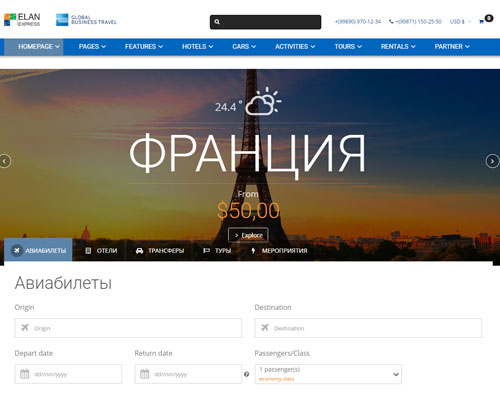 ELAN
EXPRESS
GLOBAL
BUSINESS TRAVEL
+(99890) 970-12-34
+(99871) 150-25-50
USD $
0
HOMEPAGE
PAGES
FEATURES
HOTELS
CARS
ACTIVITIES
TOURS
RENTALS
PARTNER
24.4°
ФРАНЦИЯ
From
$50,00
Explore
АВИАБИЛЕТЫ
ОТЕЛИ
ТРАНСФЕРЫ
ТУРЫ
МЕРОПРИЯТИЯ
Авиабилеты
Origin
Destination
Origin
Destination
Depart date
Return date
Passengers/Class
dd/mm/yyyy
dd/mm/yyyy
1 passenger(s)
economy class